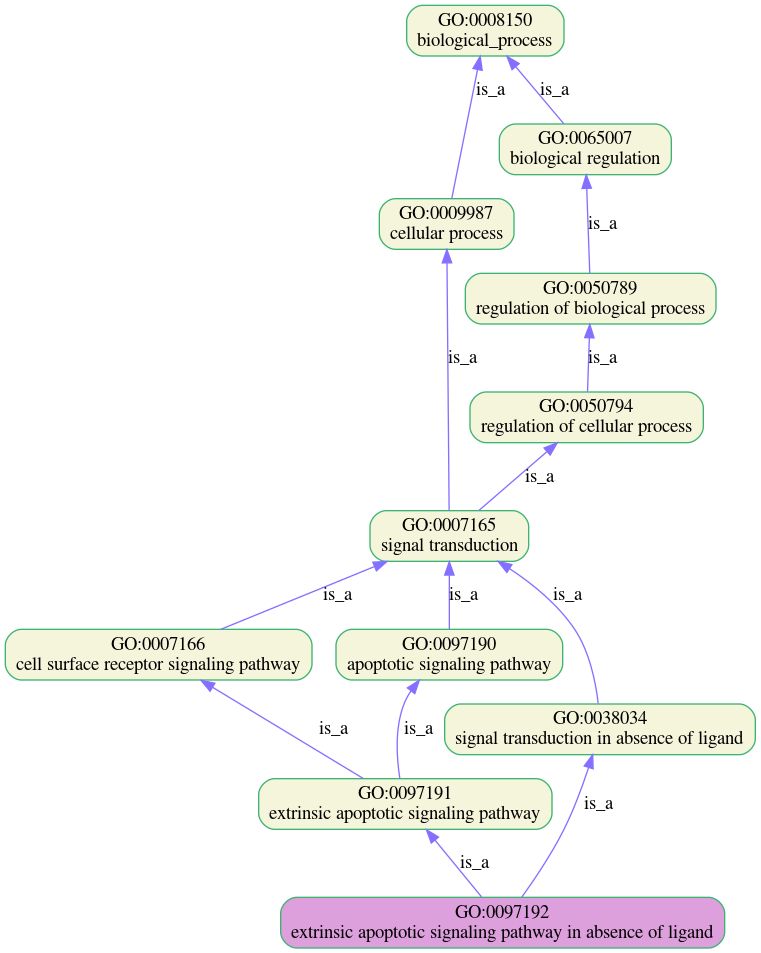 GO:0008150
biological_process
is_a
is_a
GO:0065007
biological regulation
GO:0009987
cellular process
is_a
GO:0050789
regulation of biological process
is_a
is_a
GO:0050794
regulation of cellular process
is_a
GO:0007165
signal transduction
is_a
is_a
is_a
GO:0007166
cell surface receptor signaling pathway
GO:0097190
apoptotic signaling pathway
GO:0038034
signal transduction in absence of ligand
is_a
is_a
GO:0097191
extrinsic apoptotic signaling pathway
is_a
is_a
GO:0097192
extrinsic apoptotic signaling pathway in absence of ligand